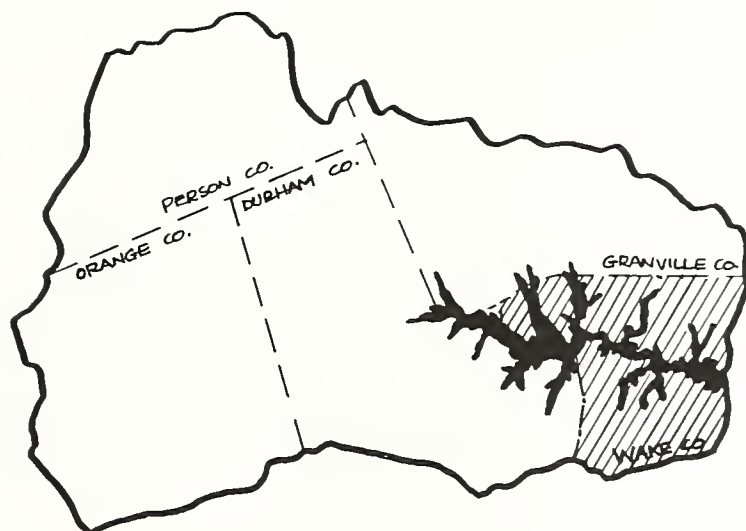 PERSON CO.
DURHAM CO.
ORANGE CO.
GRANVILLE CO.
WAKE CO